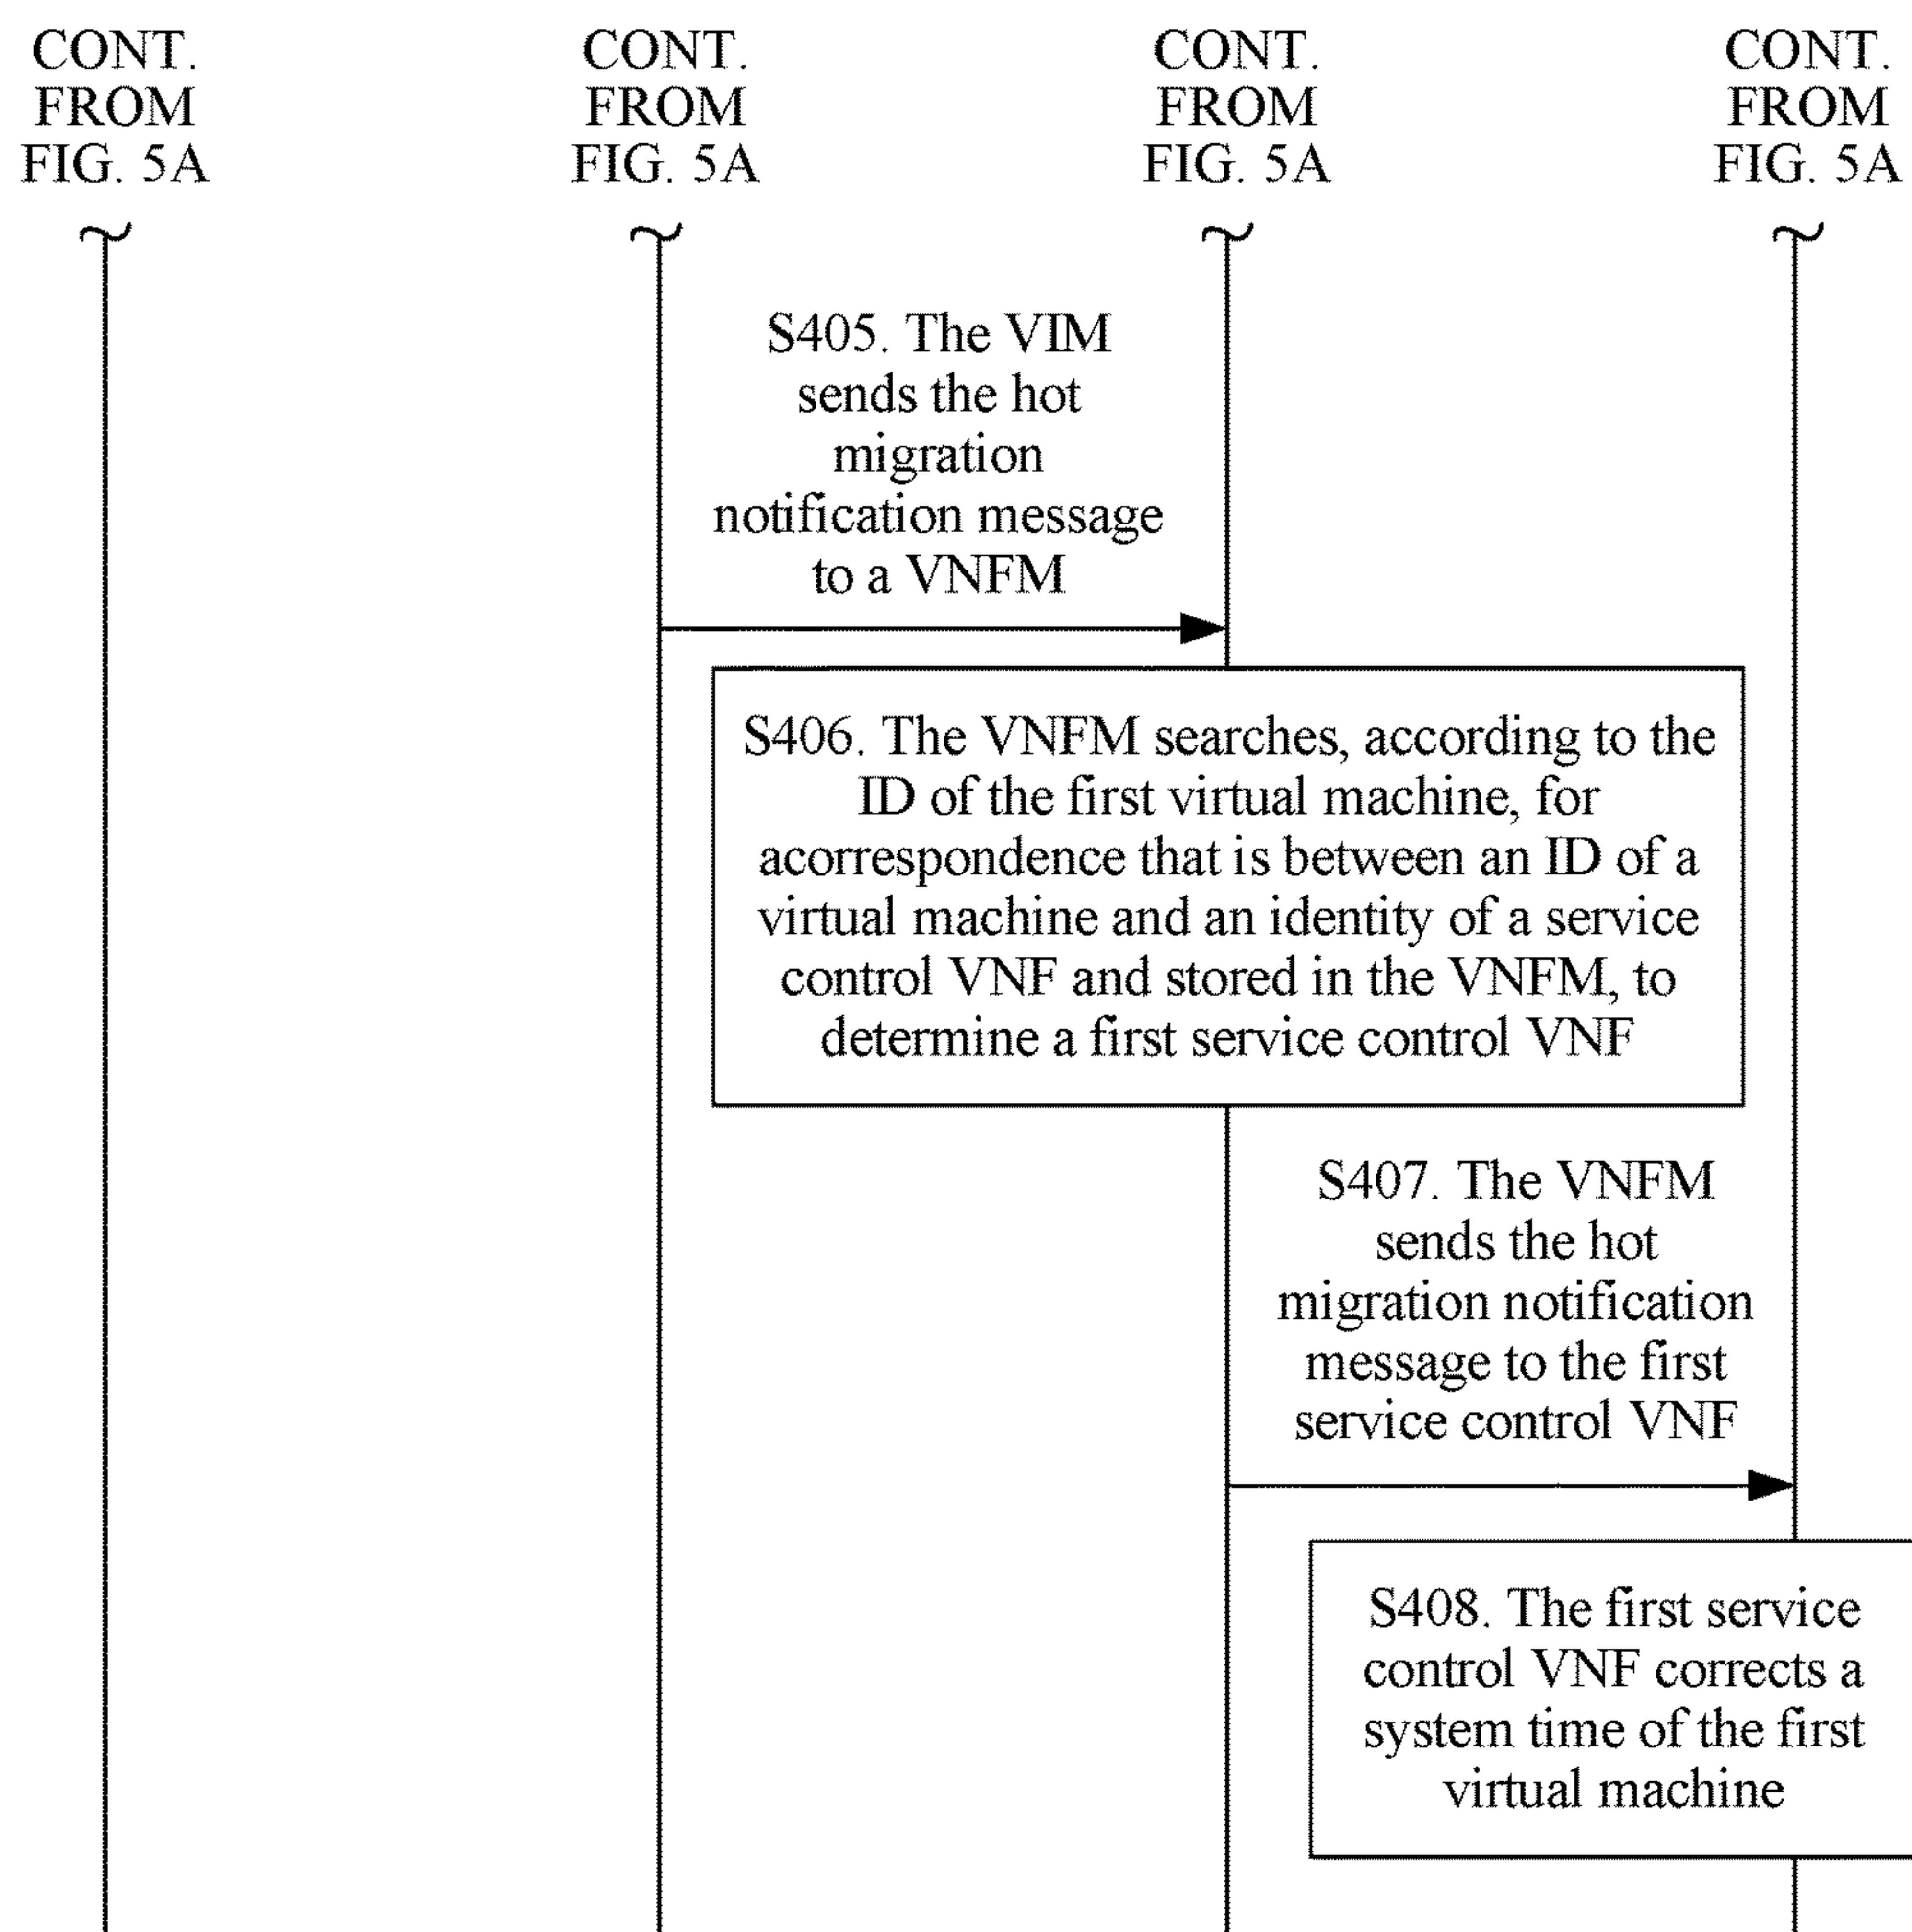 CONT.
FROM
FIG. 5A
CONT.
FROM
FIG. 5A
CONT.
FROM
FIG. 5A
CONT.
FROM
FIG. 5A
S405. The VIM
sends the hot
migration
notification message
to a VNFM
S406. The VNFM searches, according to the
ID of the first virtual machine, for
acorrespondence that is between an ID of a
virtual machine and an identity of a service
control VNF and stored in the VNFM, to
determine a first service control VNF
S407. The VNFM
sends the hot
migration notification
message to the first
service control VNF
S408. The first service
control VNF corrects a
system time of the first
virtual machine